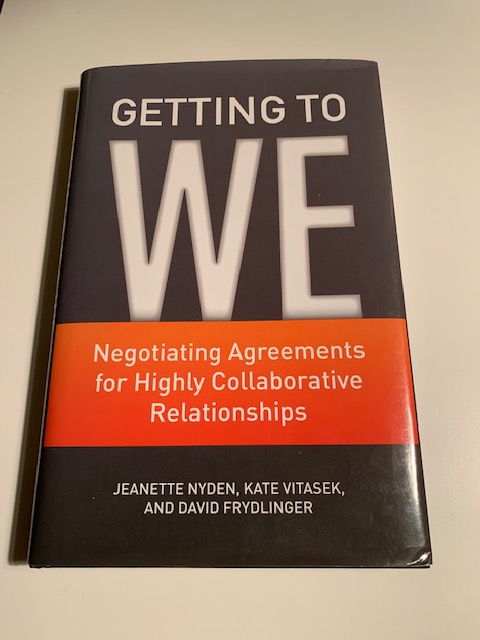 GETTING TO
WE
Negotiating Agreements
for Highly Collaborative
Relationships
JEANETTE NYDEN, KATE VITASEK,
AND DAVID FRYDLINGER